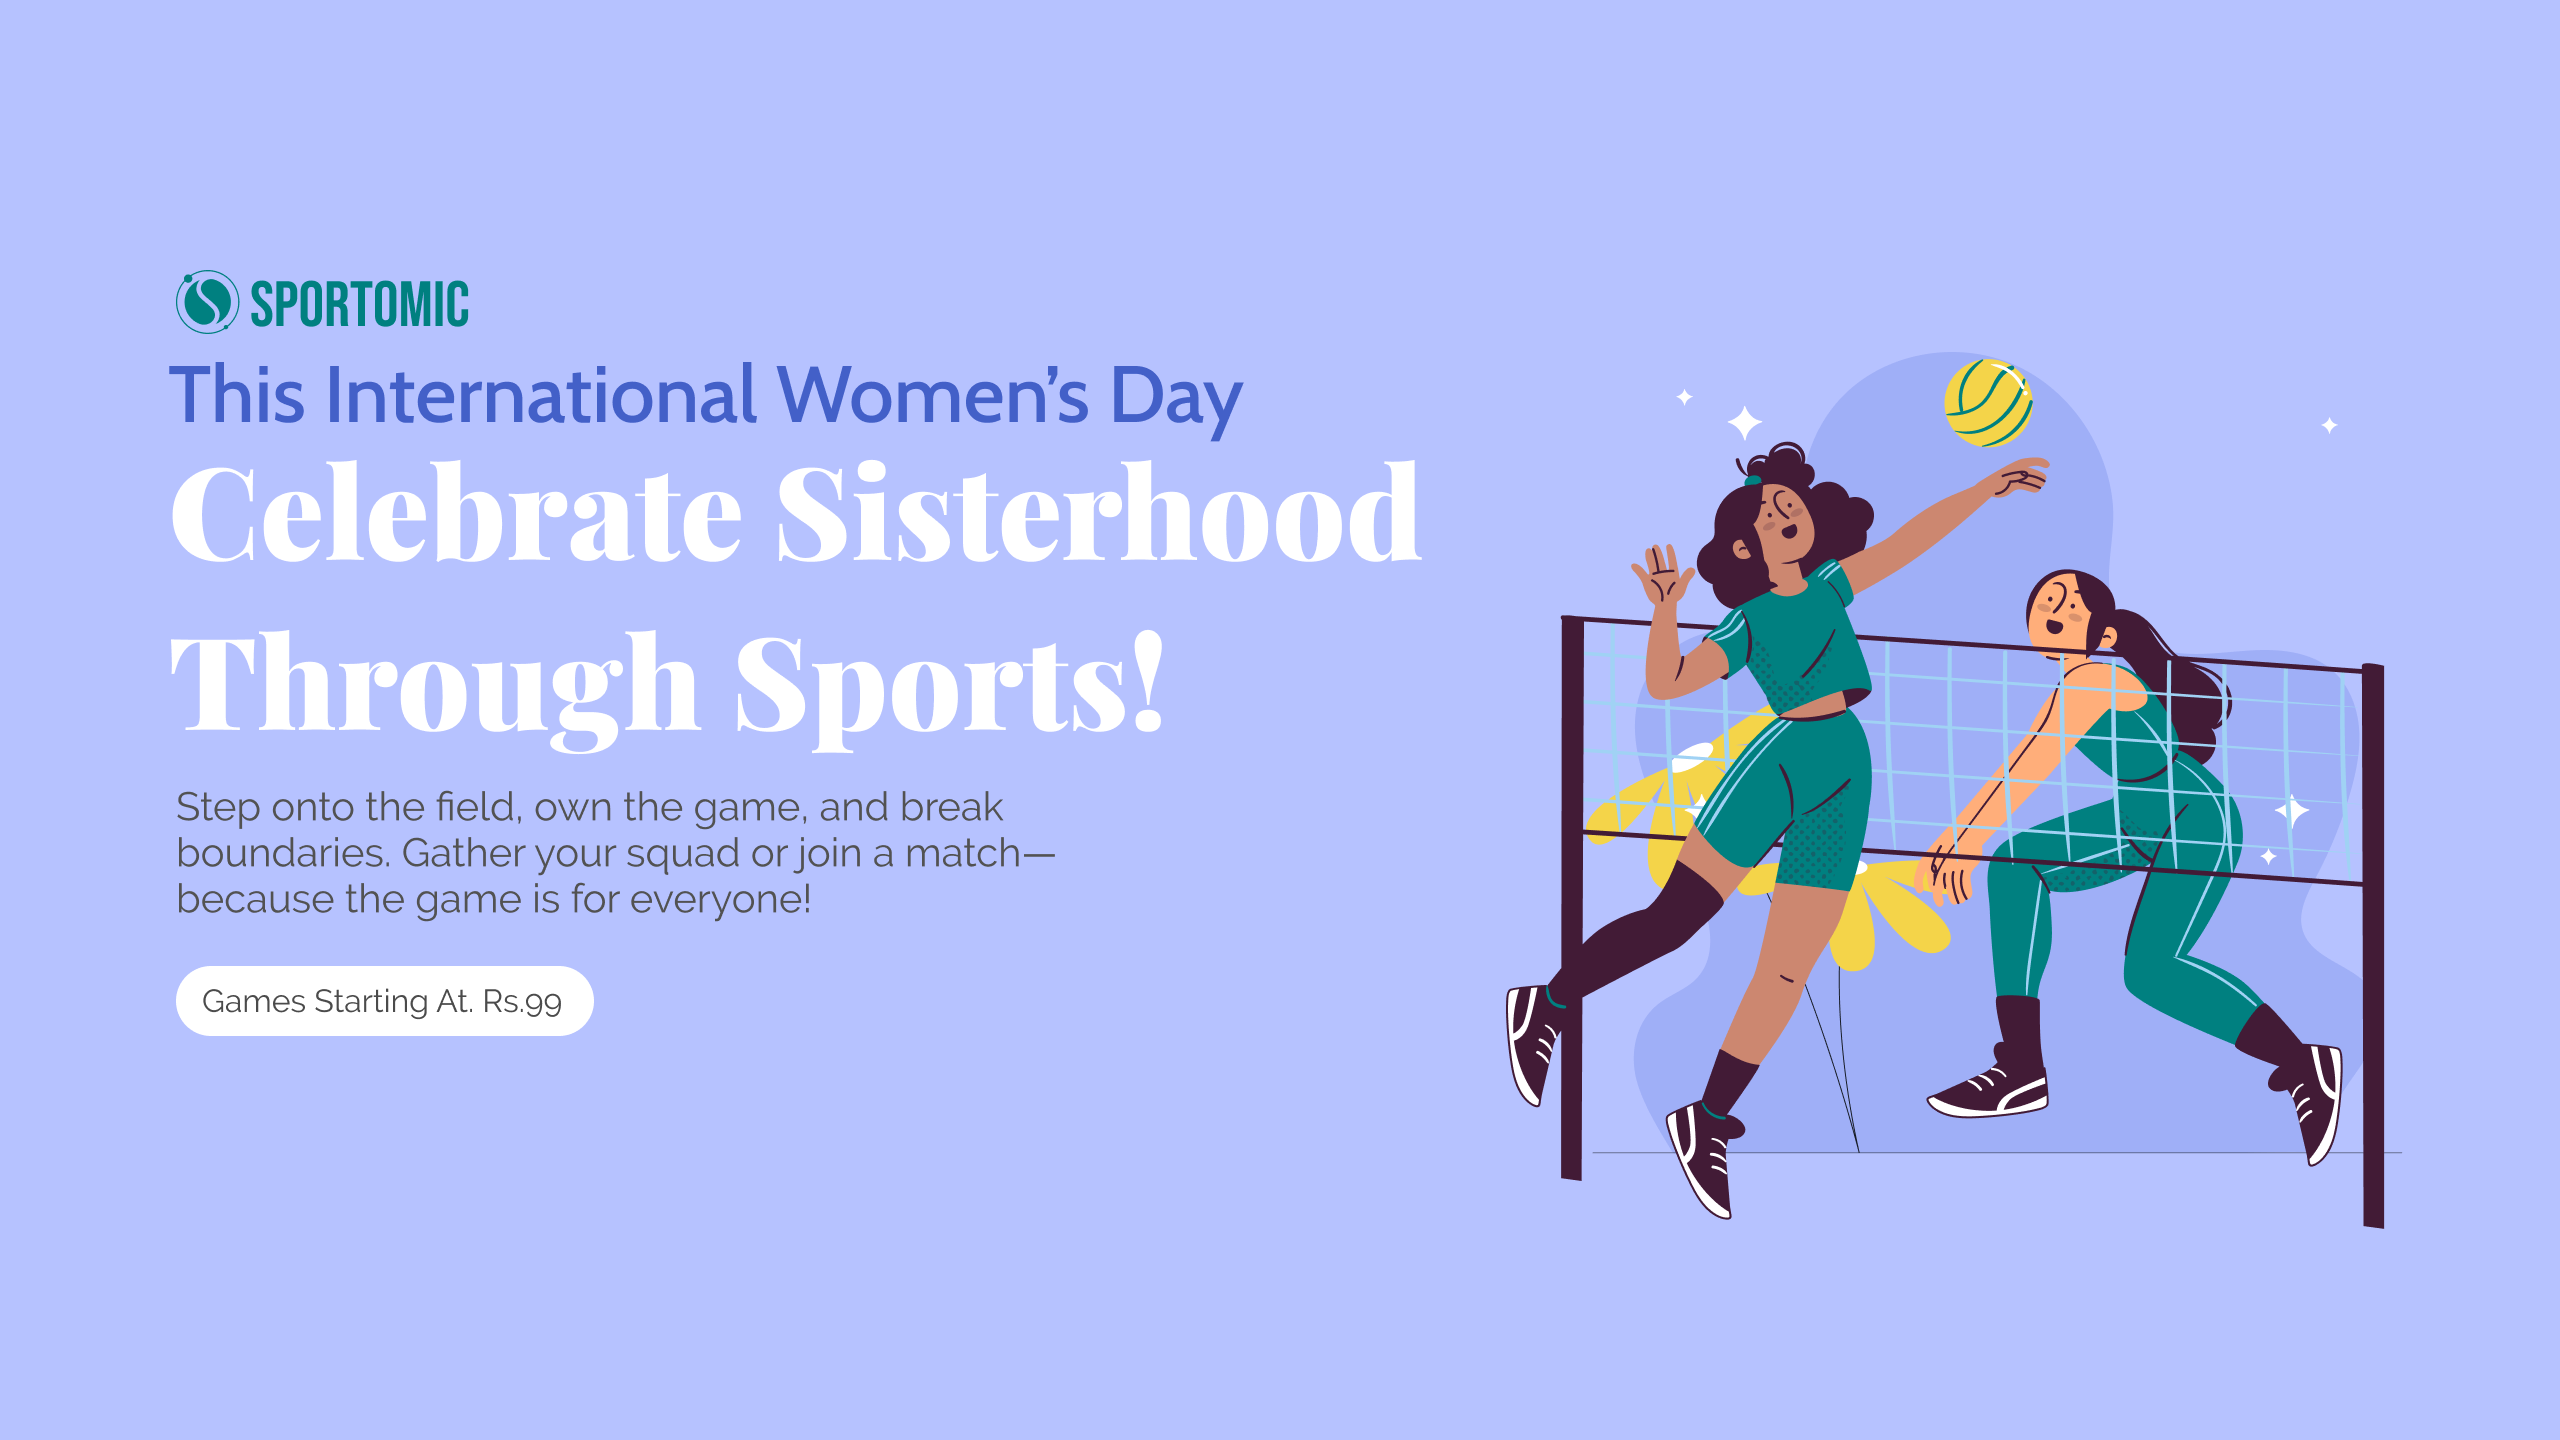 SPORTOMIC
This International Women’s Day
Celebrate Sisterhood
Through Sports!
Step onto the field, own the game, and break
boundaries. Gather your squad or join a match—
because the game is for everyone!
Games Starting At. Rs.99